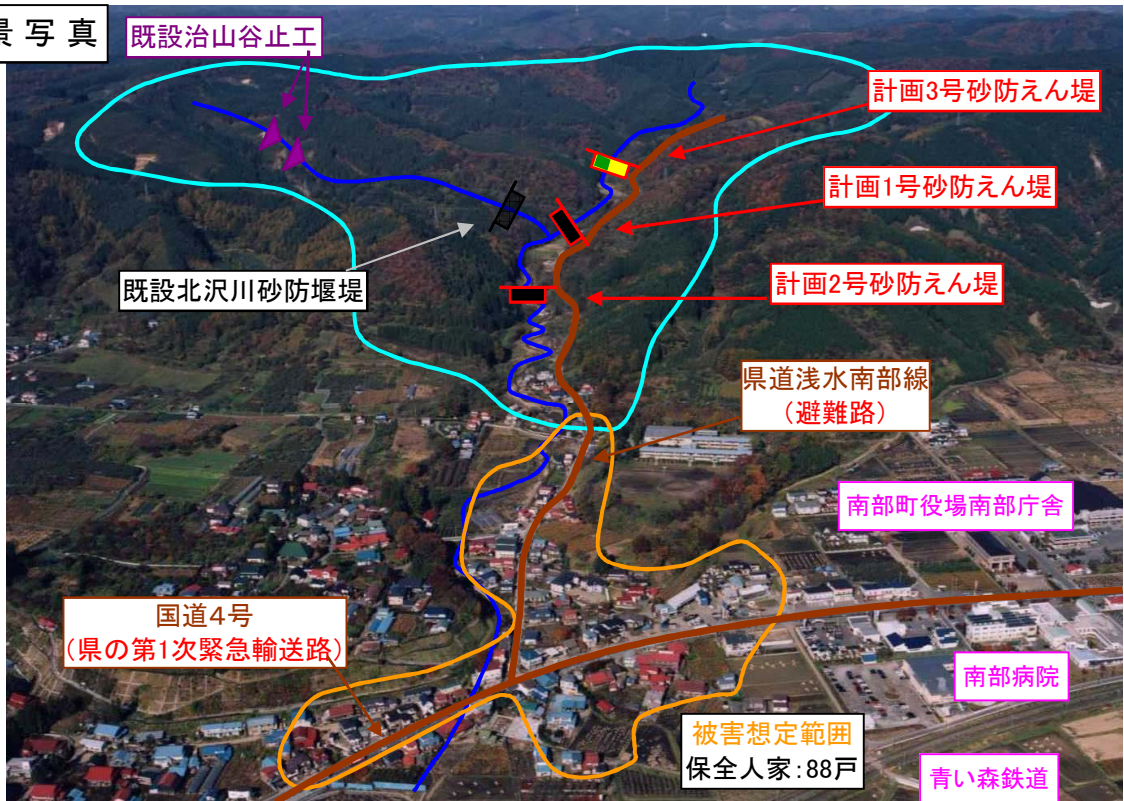 景写真
既設治山谷止工
計画3号砂防えん堤
計画1号砂防えん堤
既設北沢川砂防堰堤
計画2号砂防えん堤
県道浅水南部線
(避難路)
南部町役場南部庁舎
国道4号
(県の第1次緊急輸送路)
南部病院
被害想定範囲
保全人家:88戸
青い森鉄道